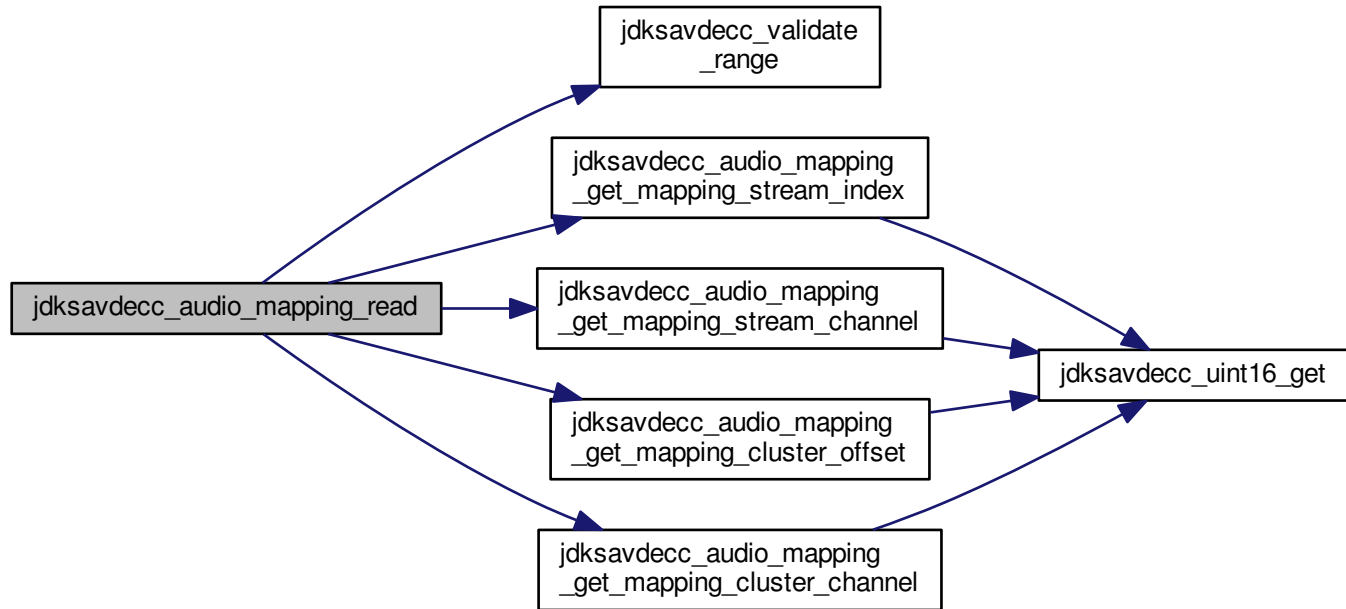 jdksavdecc_validate
_range
jdksavdecc_audio_mapping
_get_mapping_stream_index
jdksavdecc_audio_mapping_read
jdksavdecc_audio_mapping
_get_mapping_stream_channel
jdksavdecc_uint16_get
jdksavdecc_audio_mapping
_get_mapping_cluster_offset
jdksavdecc_audio_mapping
_get_mapping_cluster_channel